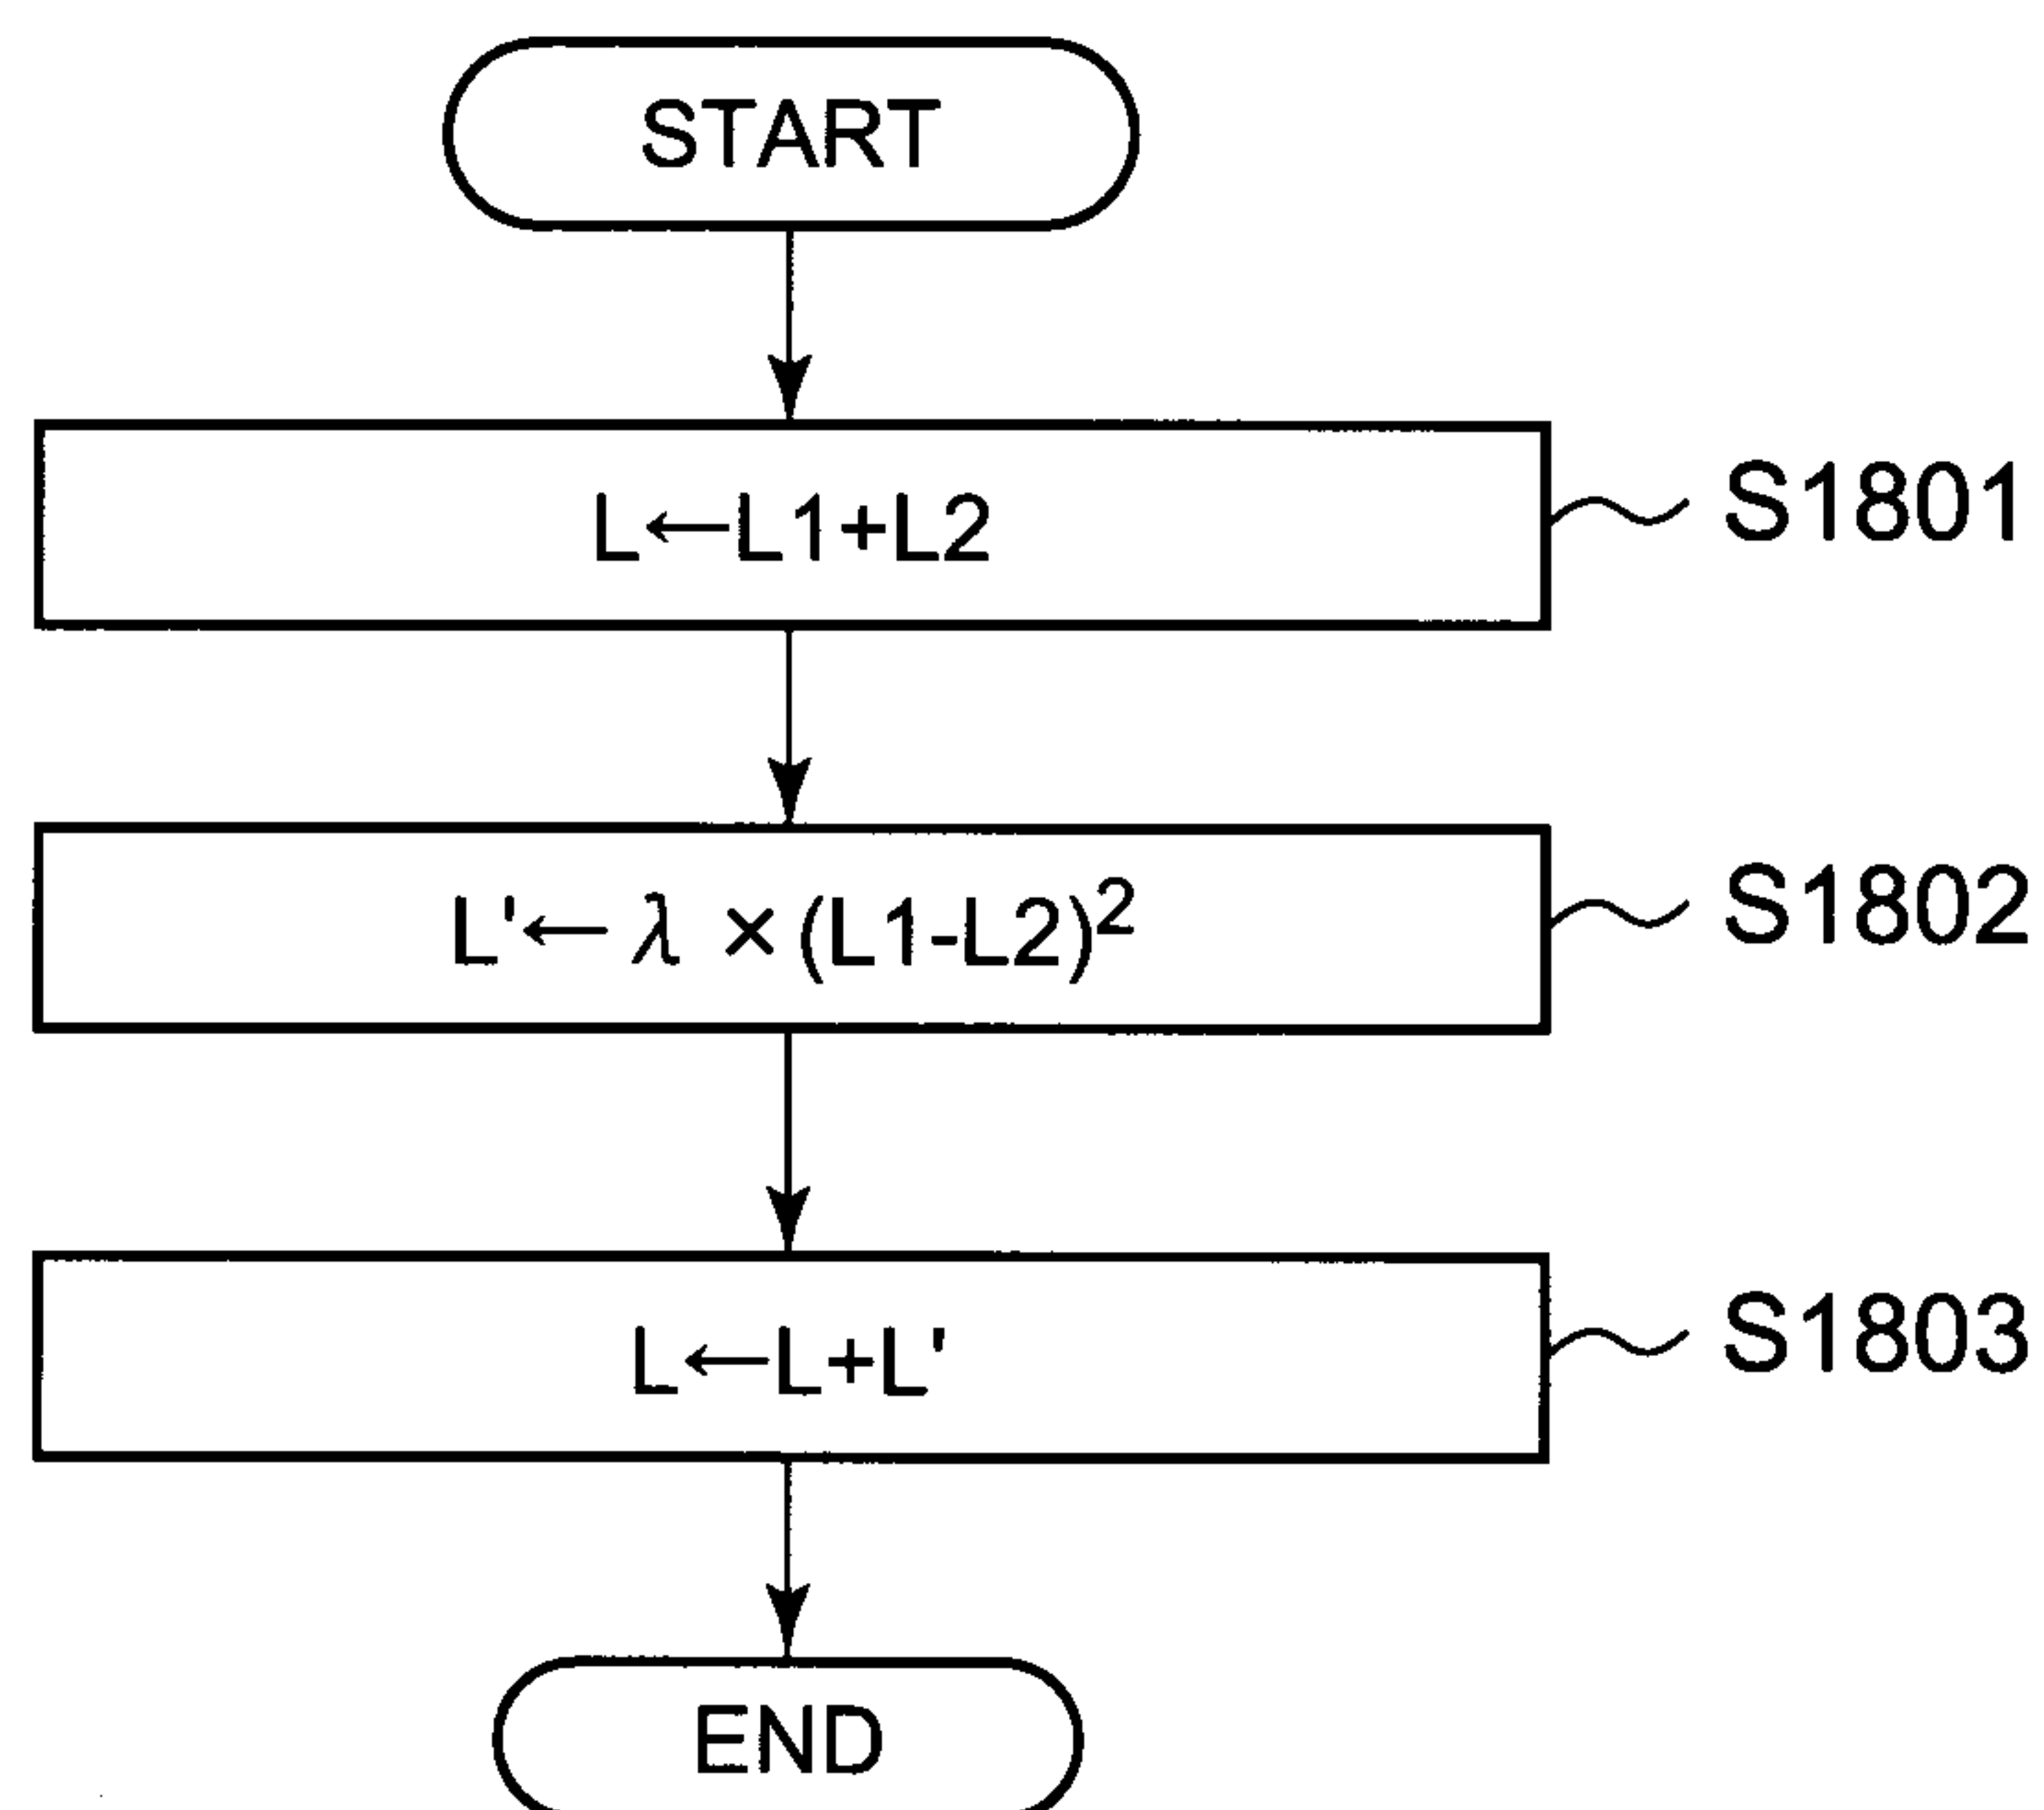 START
L←L1+L2
S1801
L'←λ×(L1-L2)²
S1802
L←L+L'
S1803
END